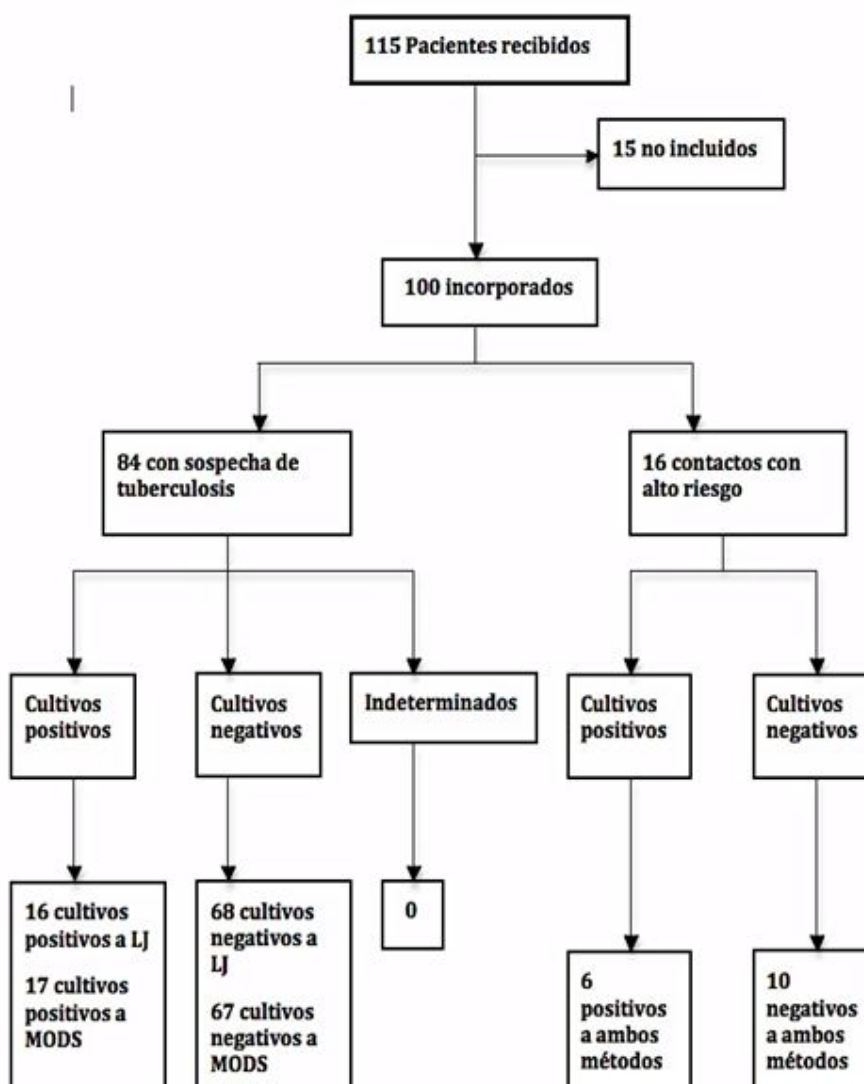 115 Pacientes recibidos
15 no incluidos
100 incorporados
84 con sospecha de
tuberculosis
16 contactos con
alto riesgo
Cultivos
positivos
Cultivos
negativos
Indeterminados
Cultivos
positivos
Cultivos
negativos
16 cultivos
positivos a LJ
17 cultivos
positivos a
MODS
68 cultivos
negativos a
LJ
67 cultivos
negativos a
MODS
0
6
positivos
a ambos
métodos
10
negativos
a ambos
métodos